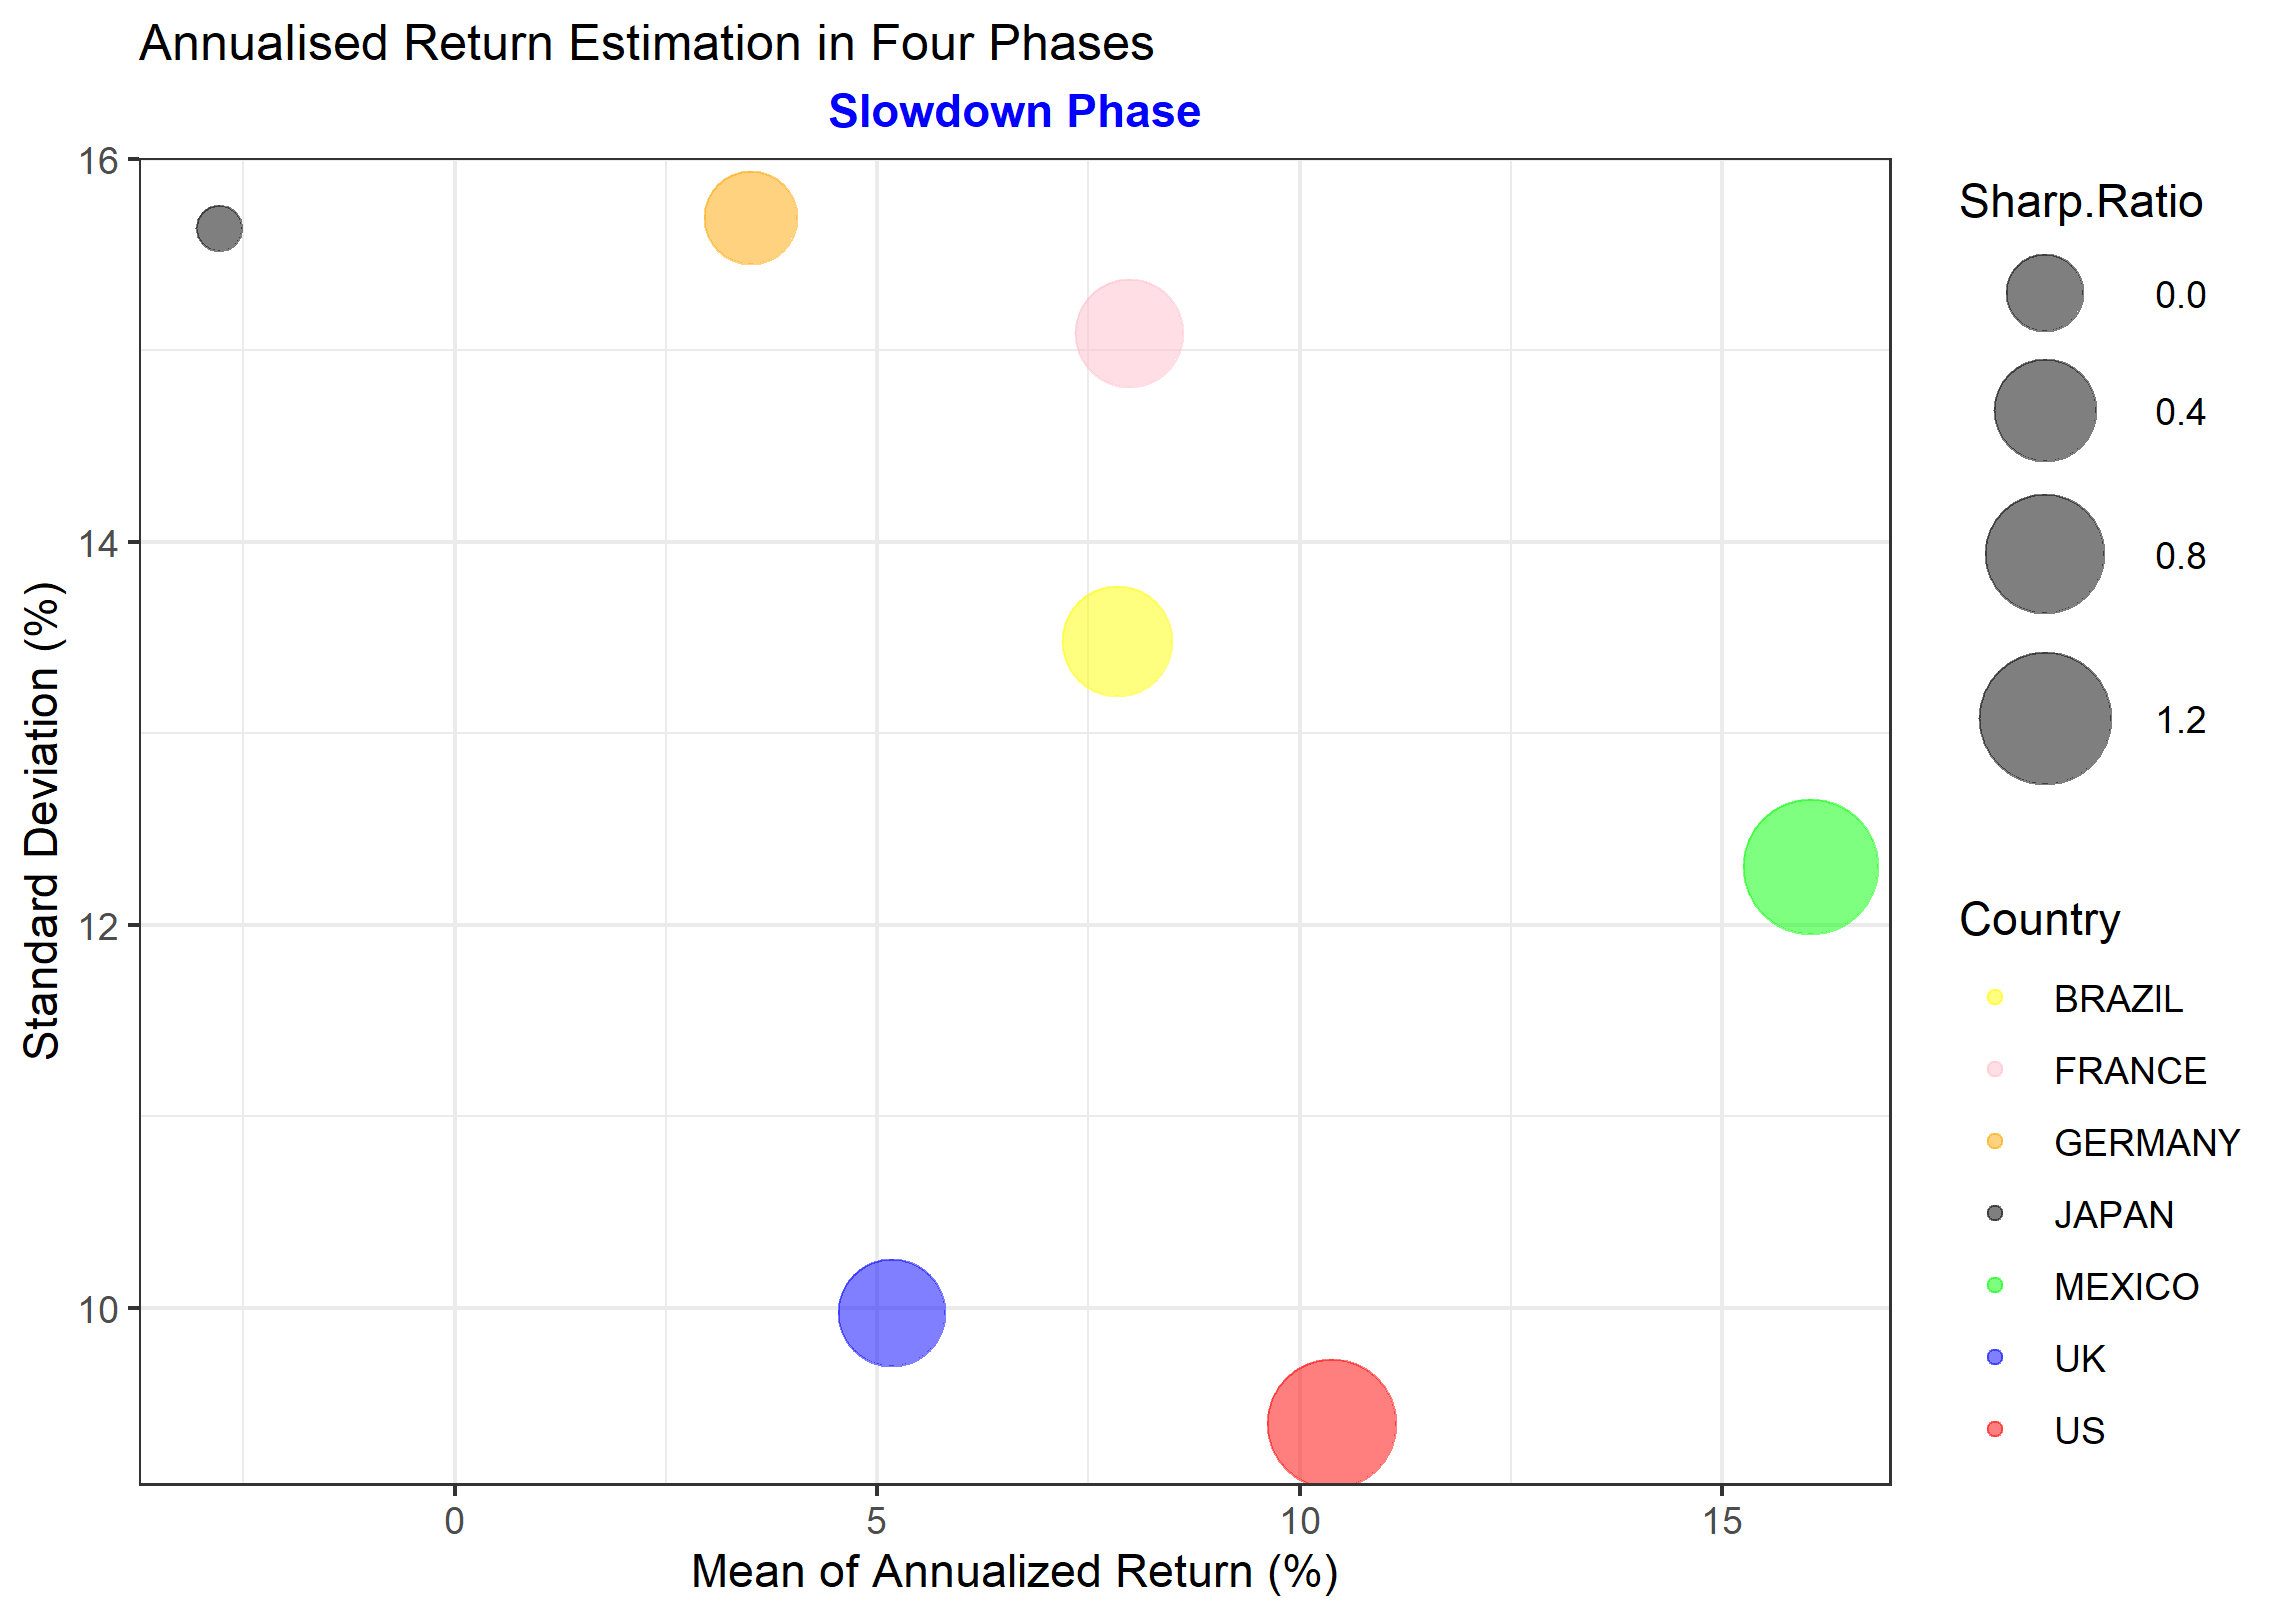 Annualised Return Estimation in Four Phases
Slowdown Phase
Standard Deviation (%)
16
14
12
10
0
5
10
15
Mean of Annualized Return (%)
Sharp.Ratio
0.0
0.4
0.8
1.2
Country
BRAZIL
FRANCE
GERMANY
JAPAN
MEXICO
UK
US